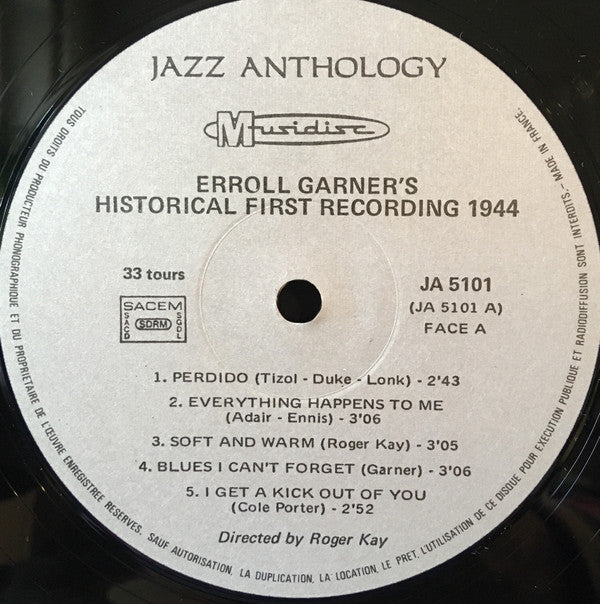 JAZZ ANTHOLOGY
Musidisc
ERROLL GARNER'S
HISTORICAL FIRST RECORDING 1944
33 tours
JA 5101
(JA 5101 A)
FACE A
SACEM
SACD
SDRM
SGDL
1. PERDIDO (Tizol - Duke - Lonk) - 2'43
2. EVERYTHING HAPPENS TO ME
(Adair - Ennis) - 3'06
3. SOFT AND WARM (Roger Kay) - 3'05
4. BLUES I CAN'T FORGET (Garner) - 3'06
5. I GET A KICK OUT OF YOU
(Cole Porter) - 2'52
Directed by Roger Kay
TOUS DROITS DU PRODUCTEUR PHONOGRAPHIQUE ET DU PROPRIETAIRE DE L'ŒUVRE ENREGISTREE RESERVES. SAUF AUTORISATION, LA DUPLICATION, LA LOCATION, LE PRET, L'UTILISATION DE CE DISQUE POUR EXECUTION PUBLIQUE ET RADIODIFFUSION SONT INTERDITS.- MADE IN FRANCE.